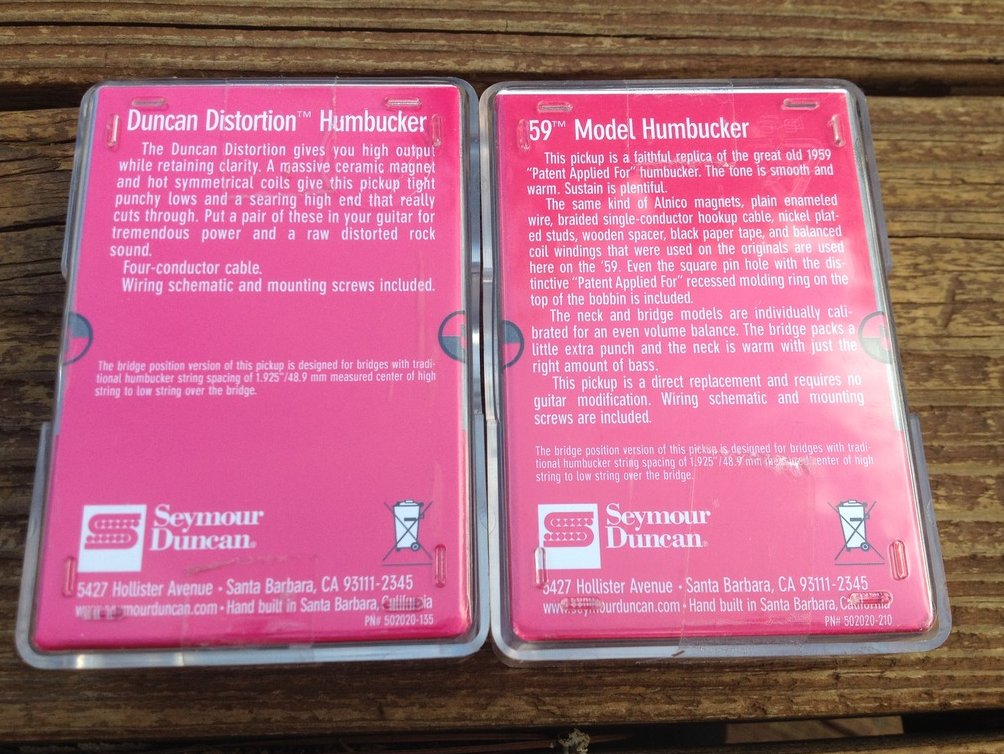 Duncan Distortion™ Humbucker
The Duncan Distortion gives you high output
while retaining clarity. A massive ceramic magnet
and hot symmetrical coils give this pickup tight
punchy lows and a searing high end that really
cuts through. Put a pair of these in your guitar for
tremendous power and a raw distorted rock
sound.
Four-conductor cable.
Wiring schematic and mounting screws included.
The bridge position version of this pickup is designed for bridges with tradi-
tional humbucker string spacing of 1.925"/48.9 mm measured center of high
string to low string over the bridge.
Seymour
Duncan®
5427 Hollister Avenue • Santa Barbara, CA 93111-2345
www.seymourduncan.com • Hand built in Santa Barbara, California
PN# 502020-135
'59™ Model Humbucker
This pickup is a faithful replica of the great old 1959
"Patent Applied For" humbucker. The tone is smooth and
warm. Sustain is plentiful.
The same kind of Alnico magnets, plain enameled
wire, braided single-conductor hookup cable, nickel plat-
ed studs, wooden spacer, black paper tape, and balanced
coil windings that were used on the originals are used
here on the '59. Even the square pin hole with the dis-
tinctive "Patent Applied For" recessed molding ring on the
top of the bobbin is included.
The neck and bridge models are individually cali-
brated for an even volume balance. The bridge packs a
little extra punch and the neck is warm with just the
right amount of bass.
This pickup is a direct replacement and requires no
guitar modification. Wiring schematic and mounting
screws are included.
The bridge position version of this pickup is designed for bridges with tradi-
tional humbucker string spacing of 1.925"/48.9 mm measured center of high
string to low string over the bridge.
Seymour
Duncan®
5427 Hollister Avenue • Santa Barbara, CA 93111-2345
www.seymourduncan.com • Hand built in Santa Barbara, California
PN# 502020-210